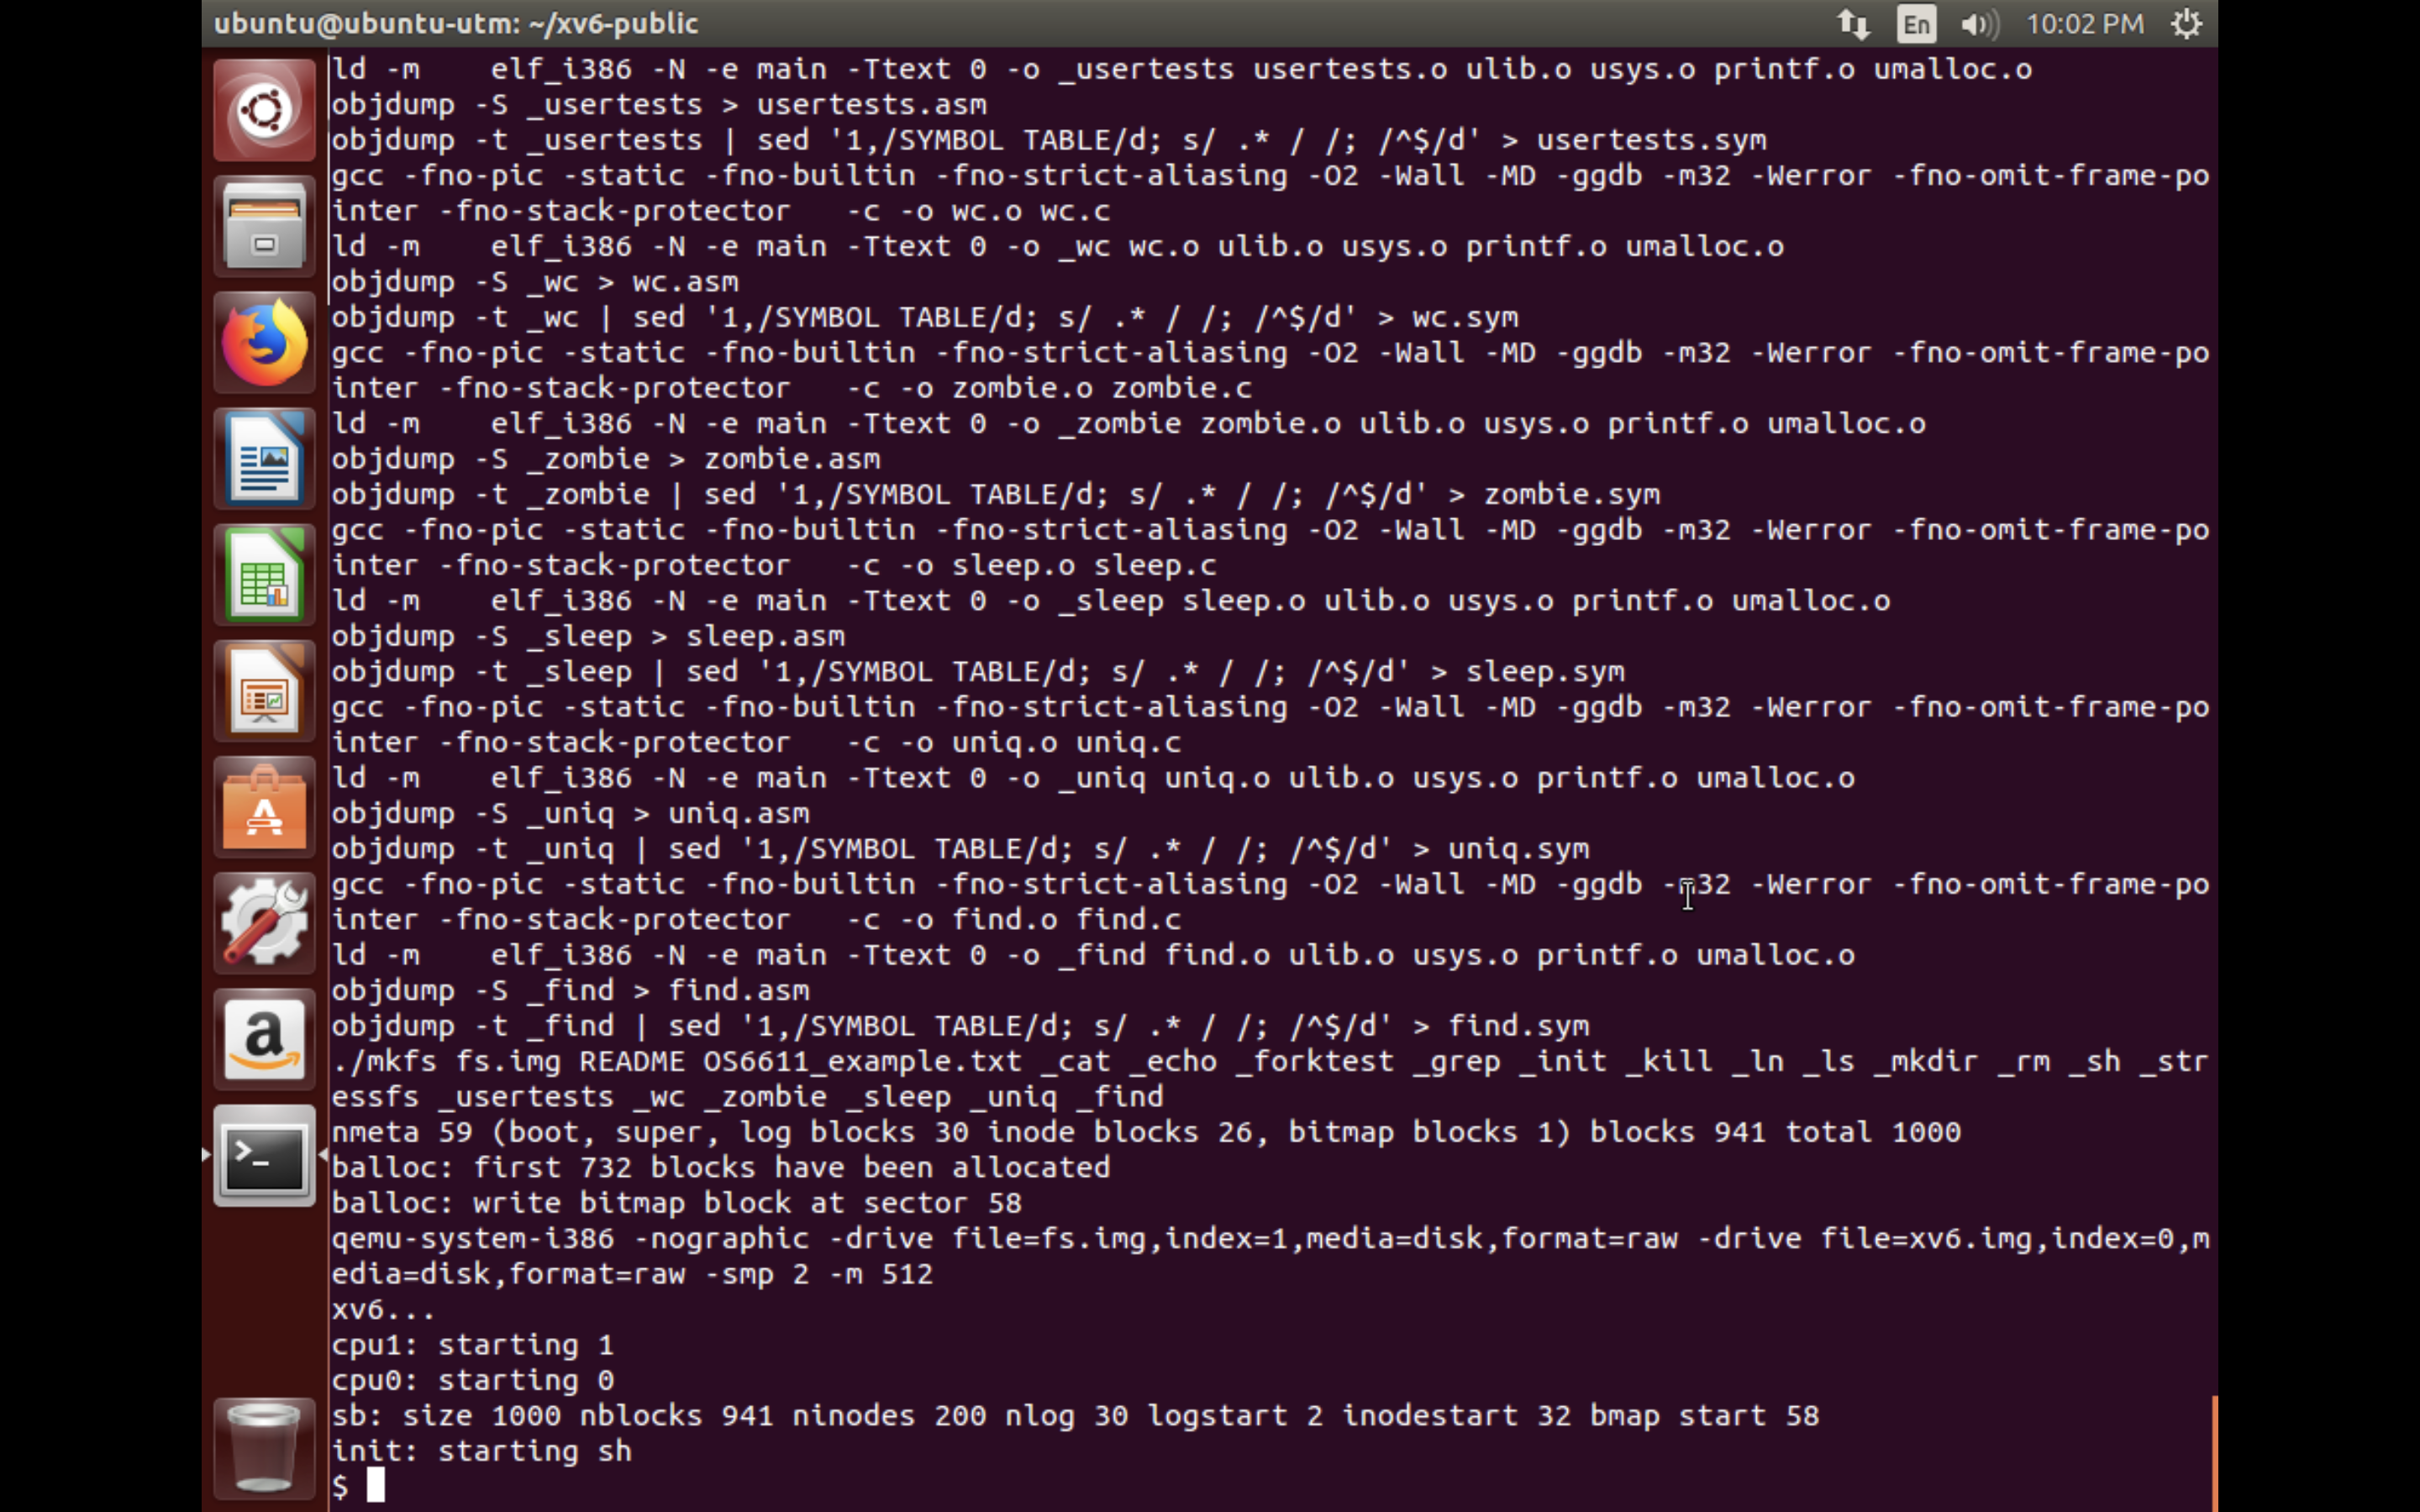 ubuntu@ubuntu-utm: ~/xv6-public
En
10:02 PM
ld -m    elf_i386 -N -e main -Ttext 0 -o _usertests usertests.o ulib.o usys.o printf.o umalloc.o
objdump -S _usertests > usertests.asm
objdump -t _usertests | sed '1,/SYMBOL TABLE/d; s/ .* / /; /^$/d' > usertests.sym
gcc -fno-pic -static -fno-builtin -fno-strict-aliasing -O2 -Wall -MD -ggdb -m32 -Werror -fno-omit-frame-po
inter -fno-stack-protector   -c -o wc.o wc.c
ld -m    elf_i386 -N -e main -Ttext 0 -o _wc wc.o ulib.o usys.o printf.o umalloc.o
objdump -S _wc > wc.asm
objdump -t _wc | sed '1,/SYMBOL TABLE/d; s/ .* / /; /^$/d' > wc.sym
gcc -fno-pic -static -fno-builtin -fno-strict-aliasing -O2 -Wall -MD -ggdb -m32 -Werror -fno-omit-frame-po
inter -fno-stack-protector   -c -o zombie.o zombie.c
ld -m    elf_i386 -N -e main -Ttext 0 -o _zombie zombie.o ulib.o usys.o printf.o umalloc.o
objdump -S _zombie > zombie.asm
objdump -t _zombie | sed '1,/SYMBOL TABLE/d; s/ .* / /; /^$/d' > zombie.sym
gcc -fno-pic -static -fno-builtin -fno-strict-aliasing -O2 -Wall -MD -ggdb -m32 -Werror -fno-omit-frame-po
inter -fno-stack-protector   -c -o sleep.o sleep.c
ld -m    elf_i386 -N -e main -Ttext 0 -o _sleep sleep.o ulib.o usys.o printf.o umalloc.o
objdump -S _sleep > sleep.asm
objdump -t _sleep | sed '1,/SYMBOL TABLE/d; s/ .* / /; /^$/d' > sleep.sym
gcc -fno-pic -static -fno-builtin -fno-strict-aliasing -O2 -Wall -MD -ggdb -m32 -Werror -fno-omit-frame-po
inter -fno-stack-protector   -c -o uniq.o uniq.c
ld -m    elf_i386 -N -e main -Ttext 0 -o _uniq uniq.o ulib.o usys.o printf.o umalloc.o
objdump -S _uniq > uniq.asm
objdump -t _uniq | sed '1,/SYMBOL TABLE/d; s/ .* / /; /^$/d' > uniq.sym
gcc -fno-pic -static -fno-builtin -fno-strict-aliasing -O2 -Wall -MD -ggdb -m32 -Werror -fno-omit-frame-po
inter -fno-stack-protector   -c -o find.o find.c
ld -m    elf_i386 -N -e main -Ttext 0 -o _find find.o ulib.o usys.o printf.o umalloc.o
objdump -S _find > find.asm
objdump -t _find | sed '1,/SYMBOL TABLE/d; s/ .* / /; /^$/d' > find.sym
./mkfs fs.img README OS6611_example.txt _cat _echo _forktest _grep _init _kill _ln _ls _mkdir _rm _sh _str
essfs _usertests _wc _zombie _sleep _uniq _find
nmeta 59 (boot, super, log blocks 30 inode blocks 26, bitmap blocks 1) blocks 941 total 1000
balloc: first 732 blocks have been allocated
balloc: write bitmap block at sector 58
qemu-system-i386 -nographic -drive file=fs.img,index=1,media=disk,format=raw -drive file=xv6.img,index=0,m
edia=disk,format=raw -smp 2 -m 512
xv6...
cpu1: starting 1
cpu0: starting 0
sb: size 1000 nblocks 941 ninodes 200 nlog 30 logstart 2 inodestart 32 bmap start 58
init: starting sh
$